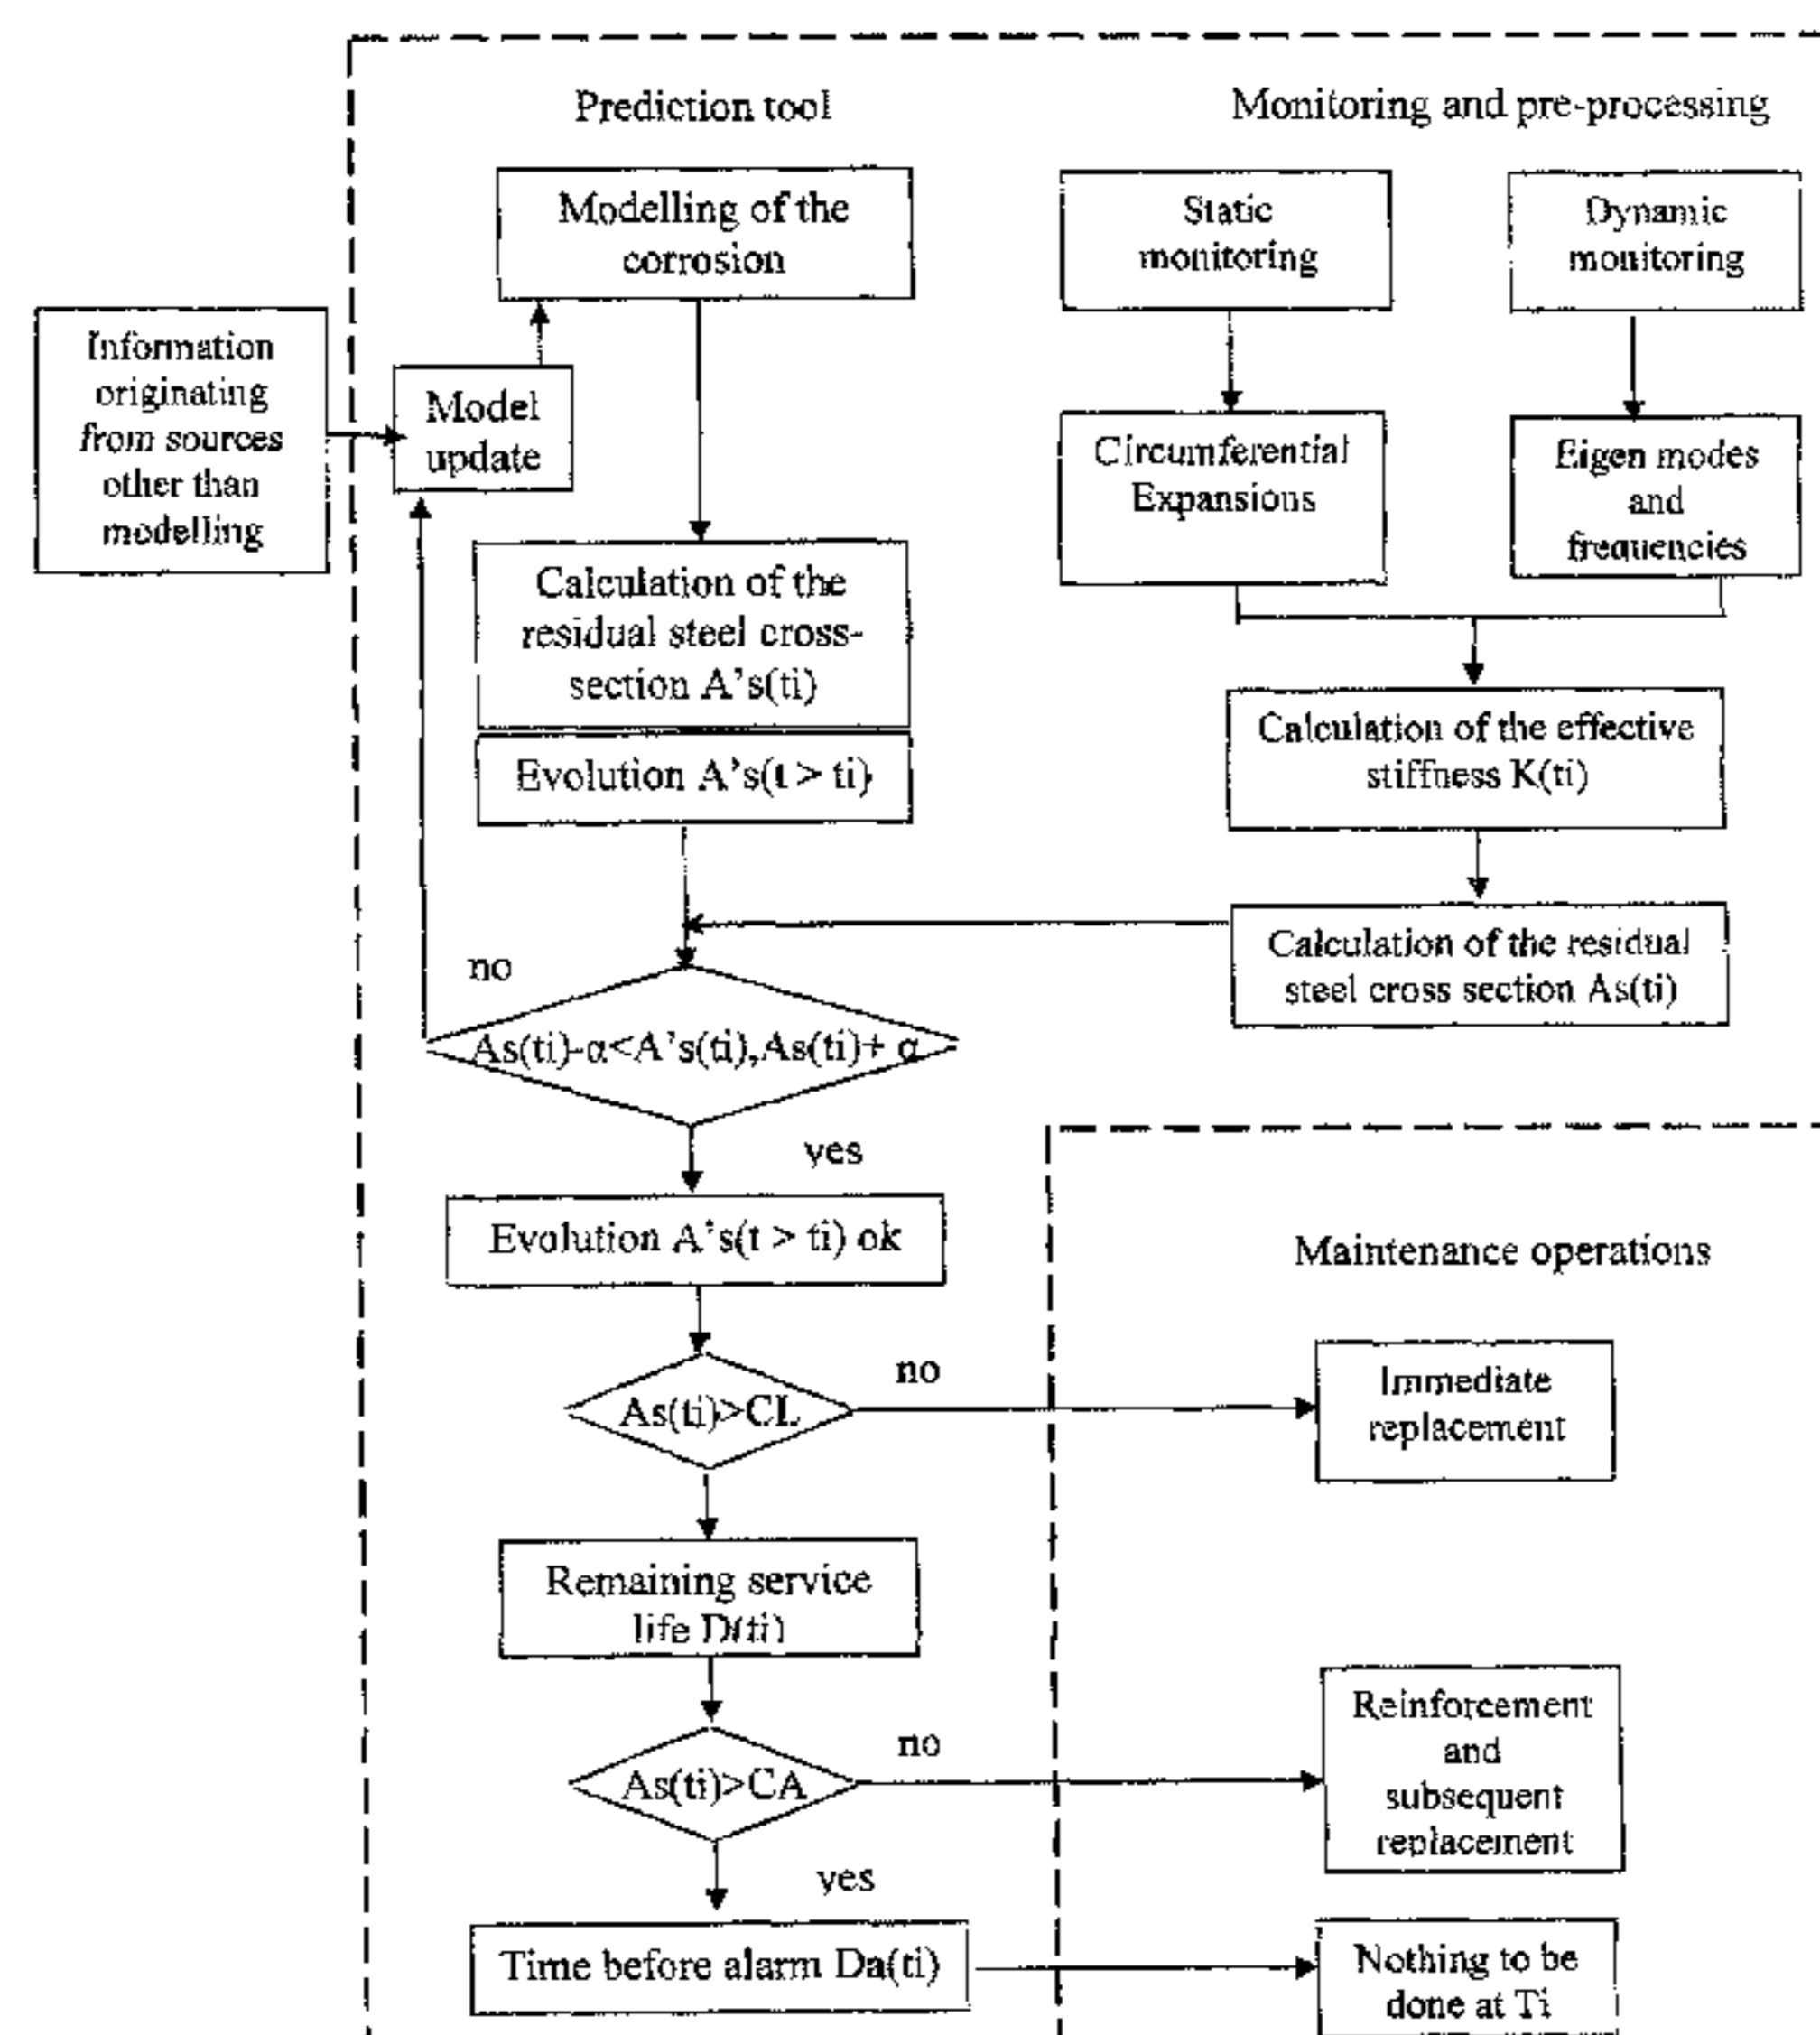 Prediction tool
Monitoring and pre-processing
Modelling of the
corrosion
Static
monitoring
Dynamic
monitoring
Information
originating
from sources
other than
modelling
Model
update
Circumferential
Expansions
Eigen modes
and
frequencies
Calculation of the
residual steel cross-
section A's(ti)
Evolution A's(t > ti)
Calculation of the effective
stiffness K(ti)
Calculation of the residual
steel cross section As(ti)
no
As(ti)-α<A's(ti),As(ti)+ α
yes
Evolution A's(t > ti) ok
Maintenance operations
As(ti)>CL
no
Immediate
replacement
Remaining service
life D(ti)
As(ti)>CA
no
Reinforcement
and
subsequent
replacement
yes
Time before alarm Da(ti)
Nothing to be
done at Ti